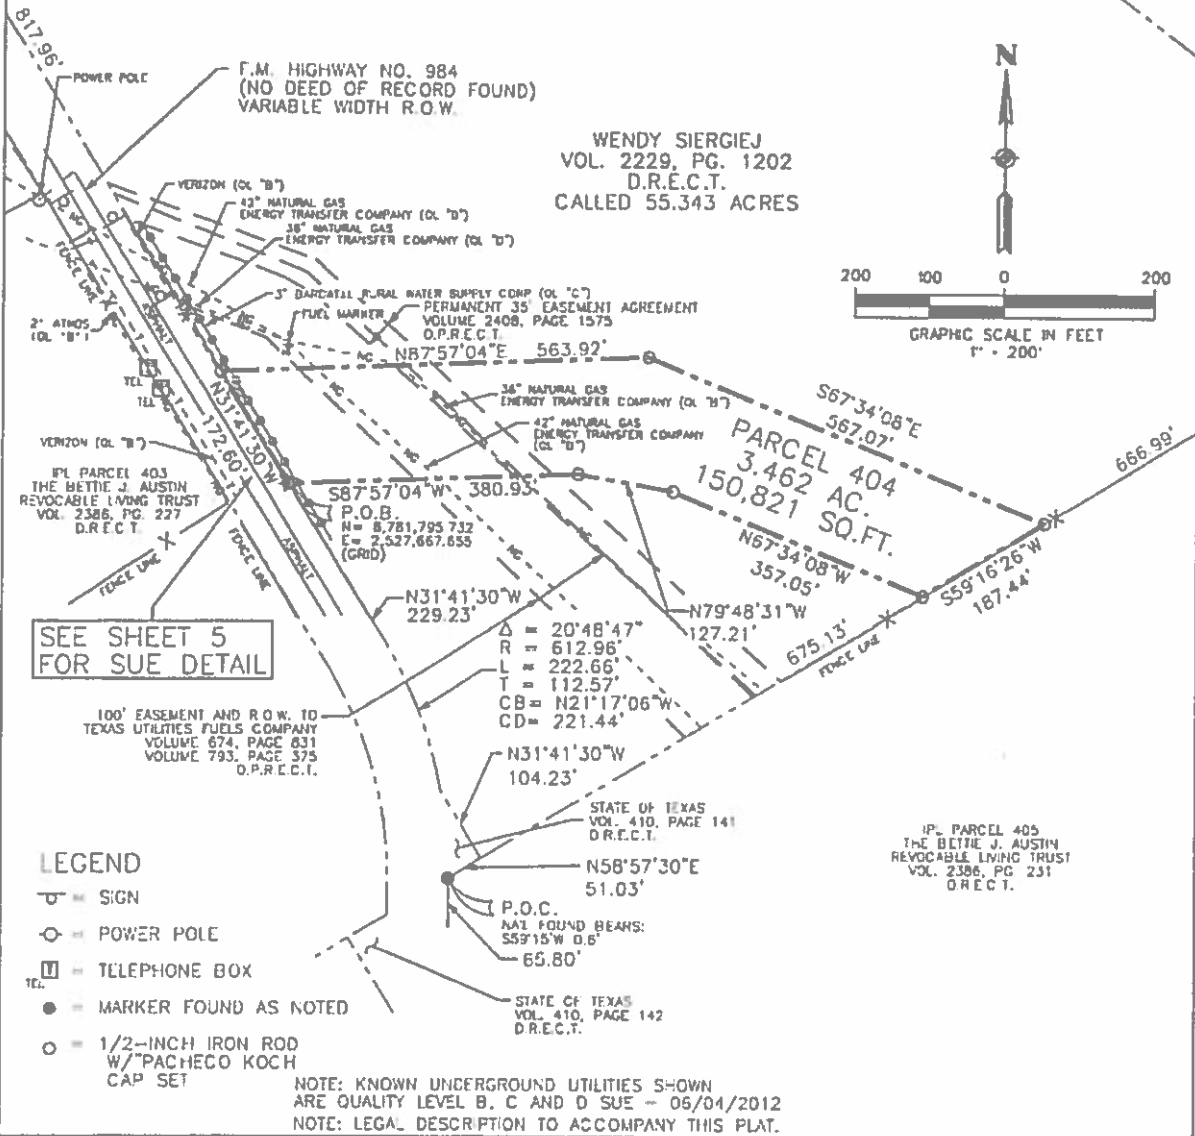 817.96'
POWER POLE
F.M. HIGHWAY NO. 984
(NO DEED OF RECORD FOUND)
VARIABLE WIDTH R.O.W.
WENDY SIERGIEJ
VOL. 2229, PG. 1202
D.R.E.C.T.
CALLED 55.343 ACRES
N
200 100 0 200
GRAPHIC SCALE IN FEET
1" - 200'
VERIZON (QL "B")
42" NATURAL GAS
ENERGY TRANSFER COMPANY (QL "B")
36" NATURAL GAS
ENERGY TRANSFER COMPANY (QL "D")
RURAL WATER SUPPLY CORP (QL "C")
FUEL MARKER
PERMANENT 35' EASEMENT AGREEMENT
VOLUME 2408, PAGE 1575
O.P.R.E.C.T.
FENCE LINE
ASPHALT
2" ATMOS
(QL "B")
TEL
TEL
N87°57'04"E 563.92'
36" NATURAL GAS
ENERGY TRANSFER COMPANY (QL "B")
42" NATURAL GAS
ENERGY TRANSFER COMPANY
(QL "D")
S67°34'08"E
567.07'
PARCEL 404
3.462 AC.
150,821 SQ.FT.
666.99'
N31°41'30"W
172.60'
VERIZON (QL "B")
IPL PARCEL 403
THE BETTIE J. AUSTIN
REVOCABLE LIVING TRUST
VOL. 2386, PG. 227
D.R.E.C.T.
S87°57'04"W 380.93'
P.O.B.
N= 6,781,795.732
E= 2,527,667.655
(GRID)
N67°34'08"W
357.05'
S59°16'26"W
187.44'
FENCE LINE
FENCE LINE
ASPHALT
N31°41'30"W
229.23'
N79°48'31"W
127.21'
675.13'
FENCE LINE
SEE SHEET 5
FOR SUE DETAIL
Δ = 20°48'47"
R = 612.96'
L = 222.66'
T = 112.57'
CB= N21°17'06"W
CD= 221.44'
100' EASEMENT AND R.O.W. TO
TEXAS UTILITIES FUELS COMPANY
VOLUME 674, PAGE 831
VOLUME 793, PAGE 375
O.P.R.E.C.T.
N31°41'30"W
104.23'
STATE OF TEXAS
VOL. 410, PAGE 141
D.R.E.C.T.
IPL PARCEL 405
THE BETTIE J. AUSTIN
REVOCABLE LIVING TRUST
VOL. 2386, PG 231
D.R.E.C.T.
N58°57'30"E
51.03'
P.O.C.
NAIL FOUND BEARS:
S59°15'W 0.6'
65.80'
STATE OF TEXAS
VOL. 410, PAGE 142
D.R.E.C.T.
LEGEND
= SIGN
= POWER POLE
TEL. T = TELEPHONE BOX
= MARKER FOUND AS NOTED
= 1/2-INCH IRON ROD
W/"PACHECO KOCH
CAP SET
NOTE: KNOWN UNDERGROUND UTILITIES SHOWN
ARE QUALITY LEVEL B, C AND D SUE - 06/04/2012
NOTE: LEGAL DESCRIPTION TO ACCOMPANY THIS PLAT.